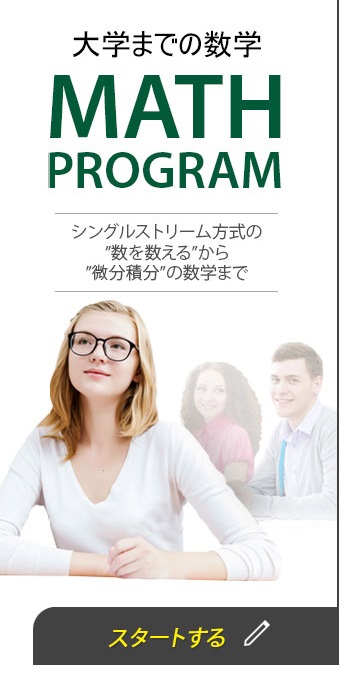 大学までの数学
MATH
PROGRAM
シングルストリーム方式の
”数を数える”から
”微分積分”の数学まで
スタートする